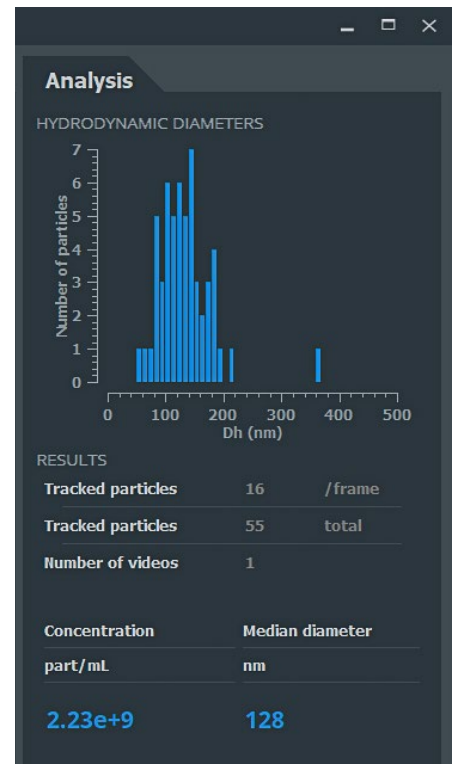 Analysis
HYDRODYNAMIC DIAMETERS
7
6
5
4
3
2
1
0
Number of particles
0 100 200 300 400 500
Dh (nm)
RESULTS
Tracked particles 16 /frame
Tracked particles 55 total
Number of videos 1
Concentration Median diameter
part/mL nm
2.23e+9 128